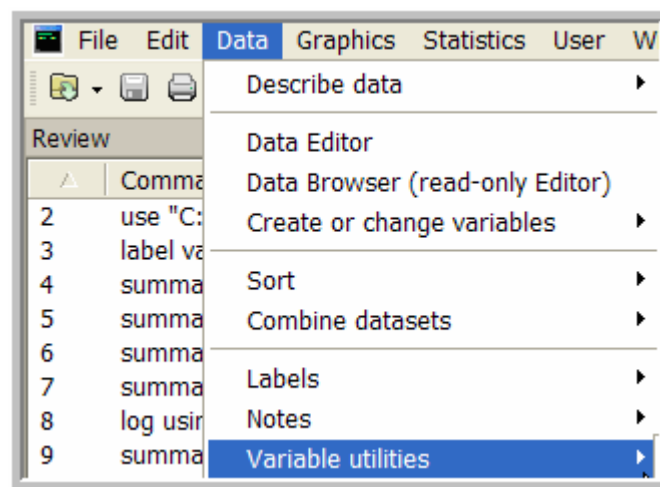 File Edit Data Graphics Statistics User W
Describe data
Review
Data Editor
Comma
Data Browser (read-only Editor)
2 use "C:
Create or change variables
3 label va
4 summa
Sort
5 summa
Combine datasets
6 summa
7 summa
Labels
8 log usin
Notes
9 summa
Variable utilities